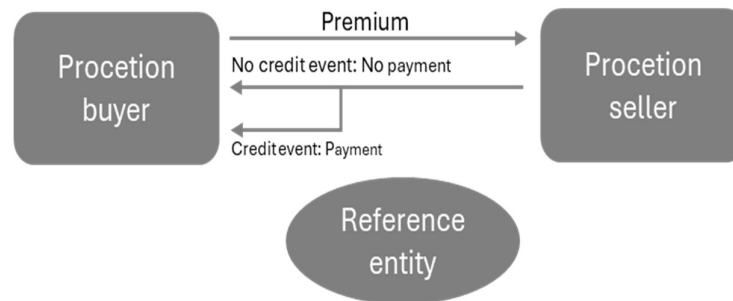 Premium
Procetion
buyer
No credit event: No payment
Procetion
seller
Credit event: Payment
Reference
entity